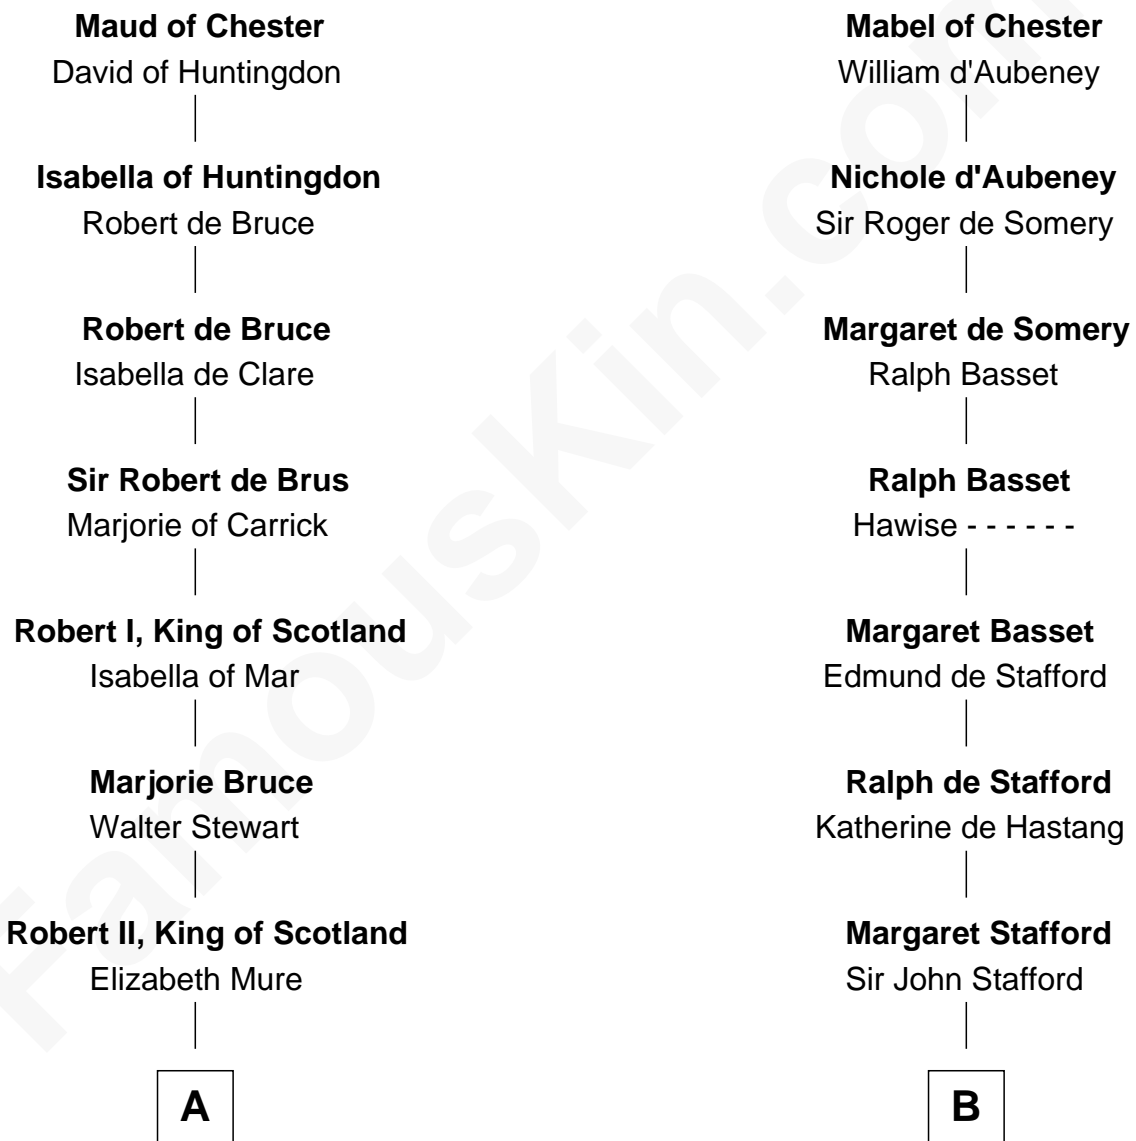 Maud of Chester
David of Huntingdon
Isabella of Huntingdon
Robert de Bruce
Robert de Bruce
Isabella de Clare
Sir Robert de Brus
Marjorie of Carrick
Robert I, King of Scotland
Isabella of Mar
Marjorie Bruce
Walter Stewart
Robert II, King of Scotland
Elizabeth Mure
A
Mabel of Chester
William d'Aubeney
Nichole d'Aubeney
Sir Roger de Somery
Margaret de Somery
Ralph Basset
Ralph Basset
Hawise - - - - - -
Margaret Basset
Edmund de Stafford
Ralph de Stafford
Katherine de Hastang
Margaret Stafford
Sir John Stafford
B
FamousKin.com